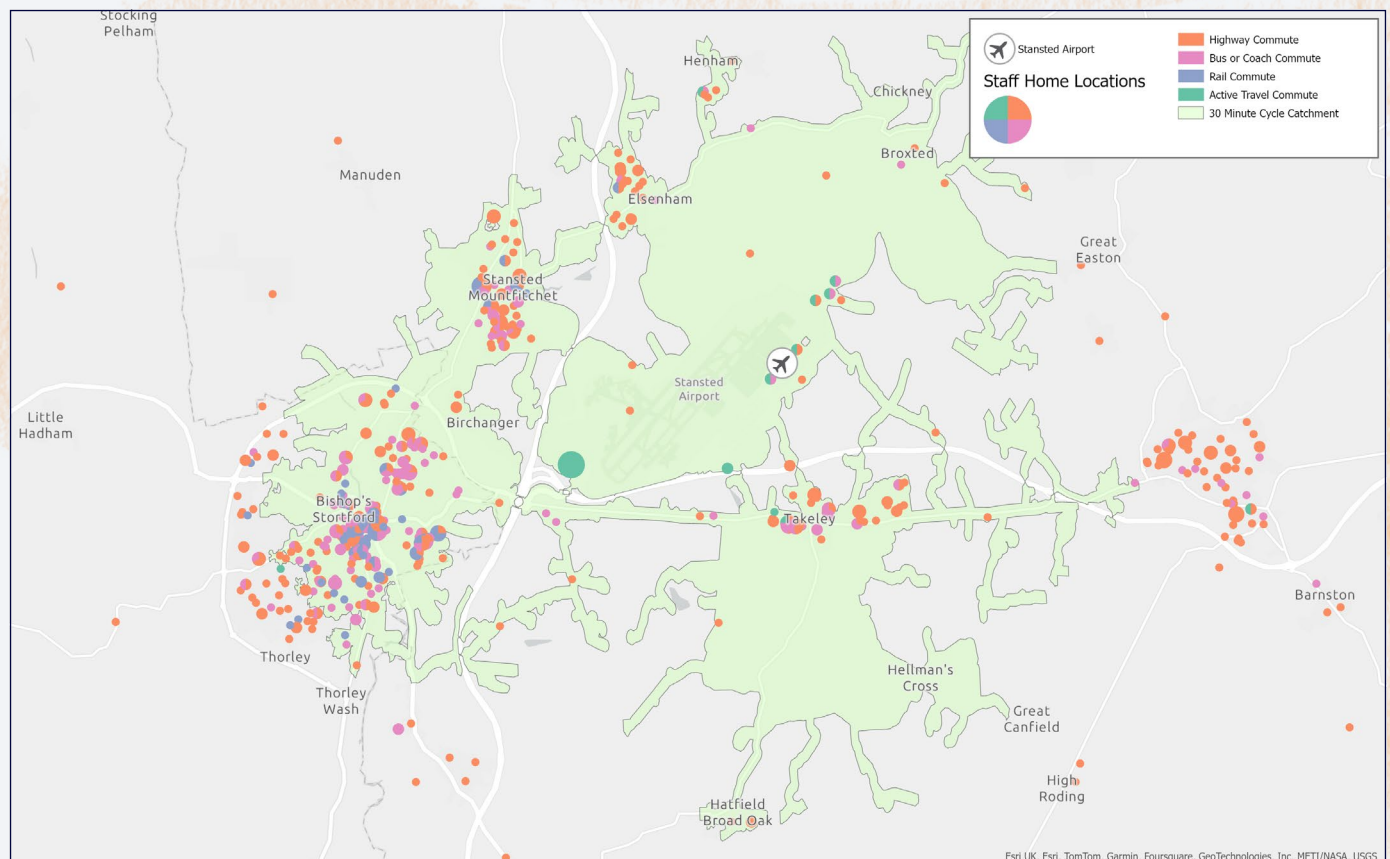 Stocking
Pelham
Henham
Chickney
Manuden
Broxted
Elsenham
Great
Easton
Stansted
Mountfitchet
Stansted
Airport
Little
Hadham
Birchanger
Bishop's
Stortford
Takeley
Barnston
Thorley
Hellman's
Cross
Thorley
Wash
Great
Canfield
High
Roding
Hatfield
Broad Oak
Stansted Airport
Staff Home Locations
Highway Commute
Bus or Coach Commute
Rail Commute
Active Travel Commute
30 Minute Cycle Catchment
Esri UK, Esri, TomTom, Garmin, Foursquare, GeoTechnologies, Inc, METI/NASA, USGS